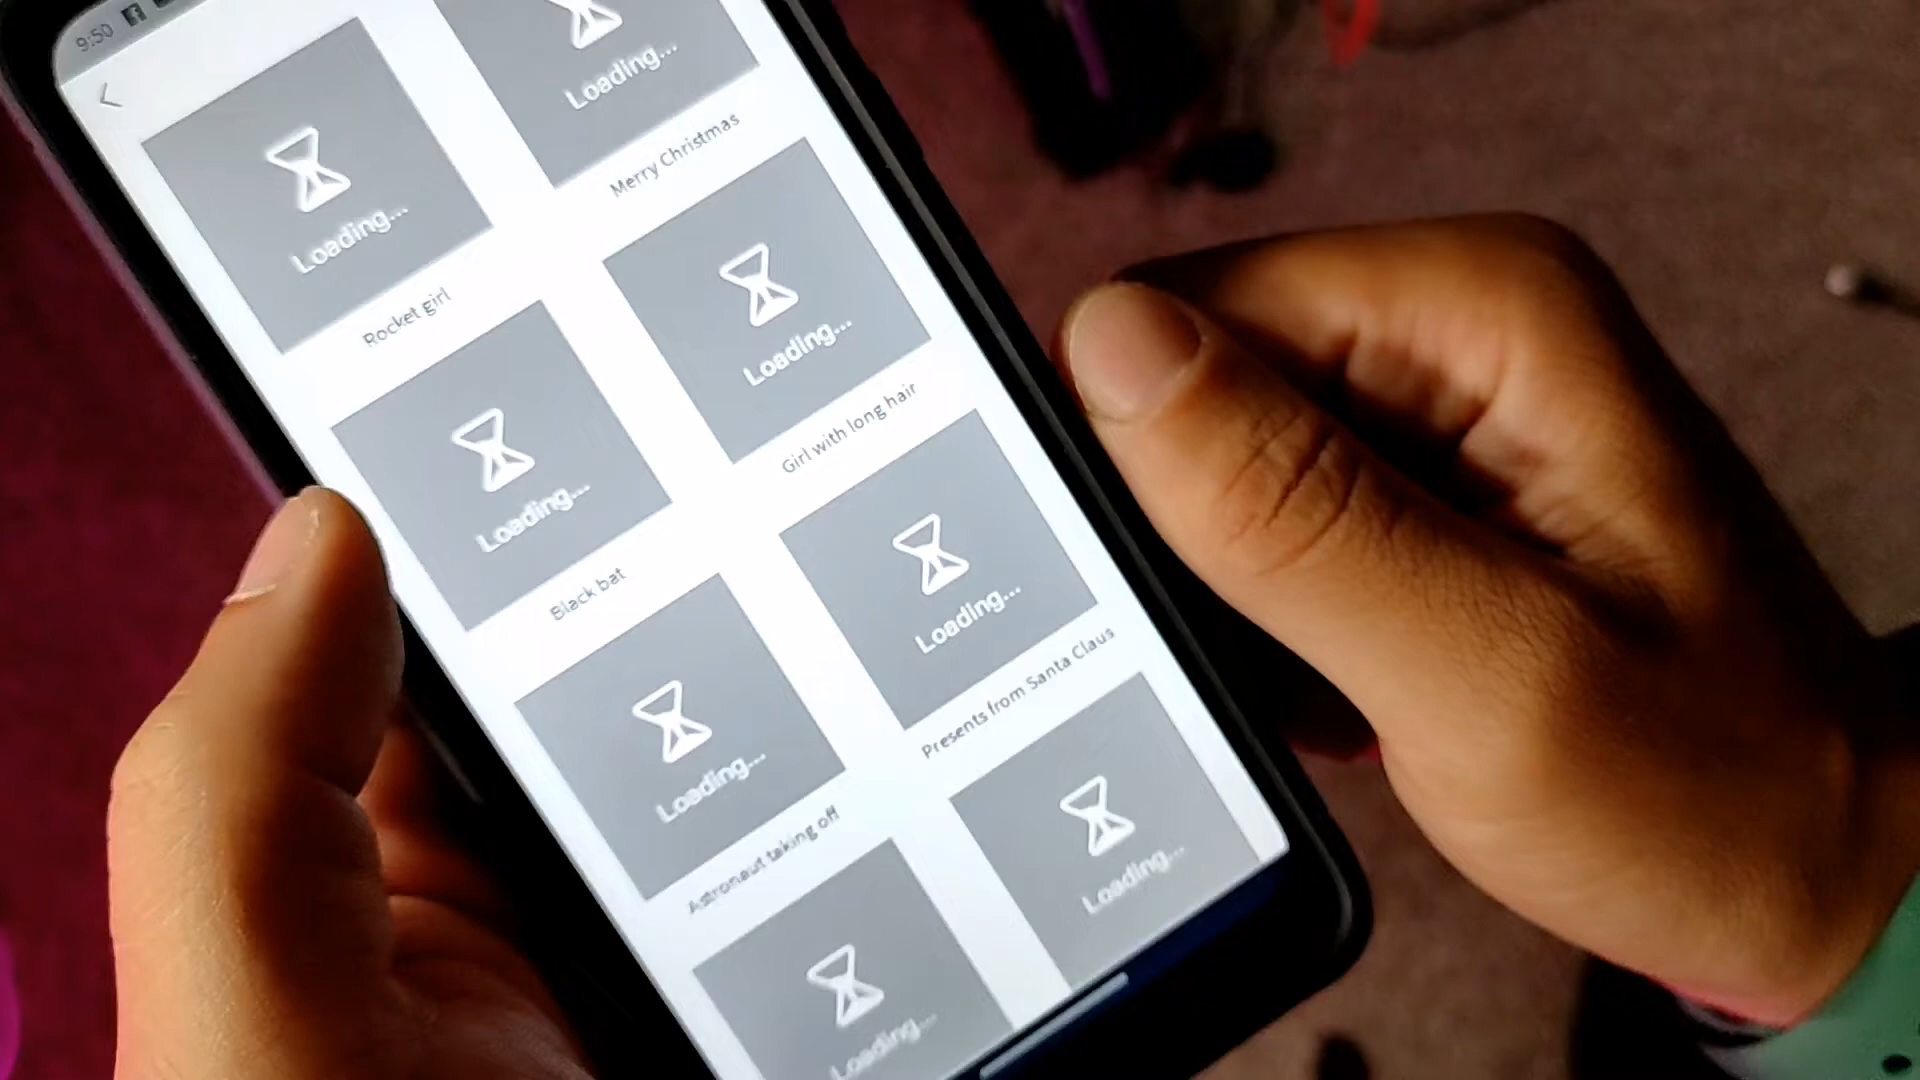 9:50
Loading...
Rocket girl
Loading...
Merry Christmas
Loading...
Black bat
Loading...
Girl with long hair
Loading...
Astronaut taking off
Loading...
Presents from Santa Claus
Loading...
Loading...